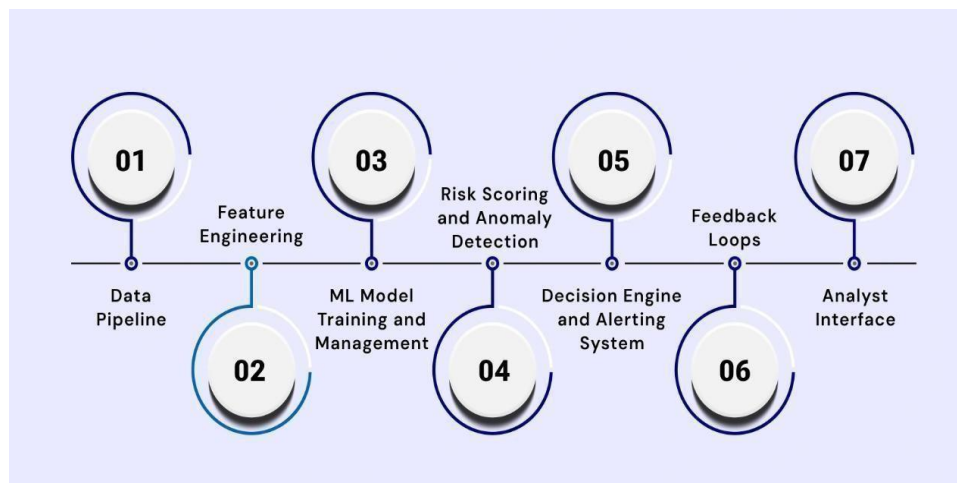 01
Data
Pipeline
Feature
Engineering
02
03
ML Model
Training and
Management
Risk Scoring
and Anomaly
Detection
04
05
Decision Engine
and Alerting
System
Feedback
Loops
06
07
Analyst
Interface